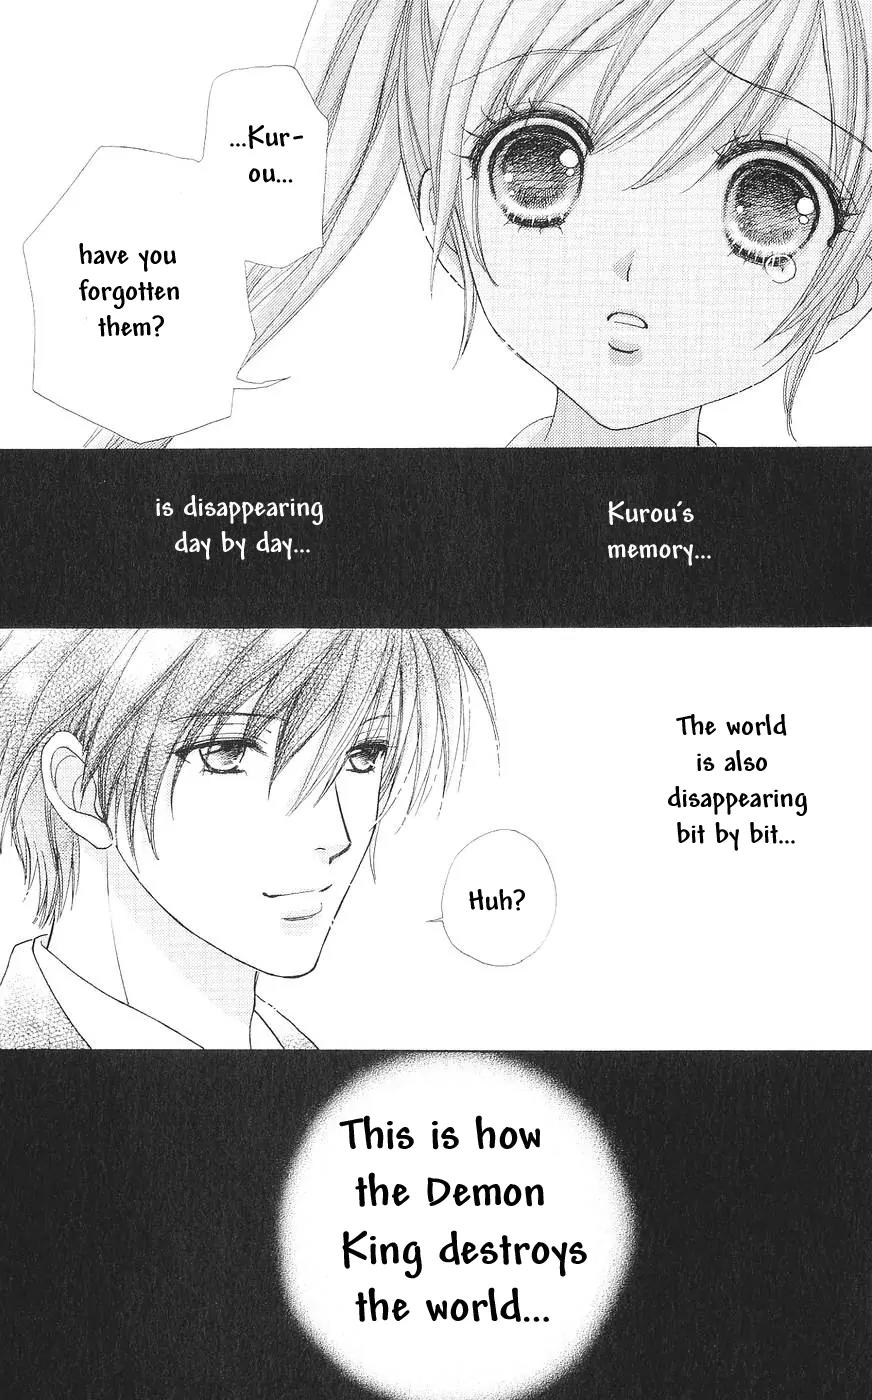 ...Kur-
ou...
have you
forgotten
them?
Kurou's
memory...
is disappearing
day by day...
The world
is also
disappearing
bit by bit...
Huh?
This is how
the Demon
King destroys
the world...